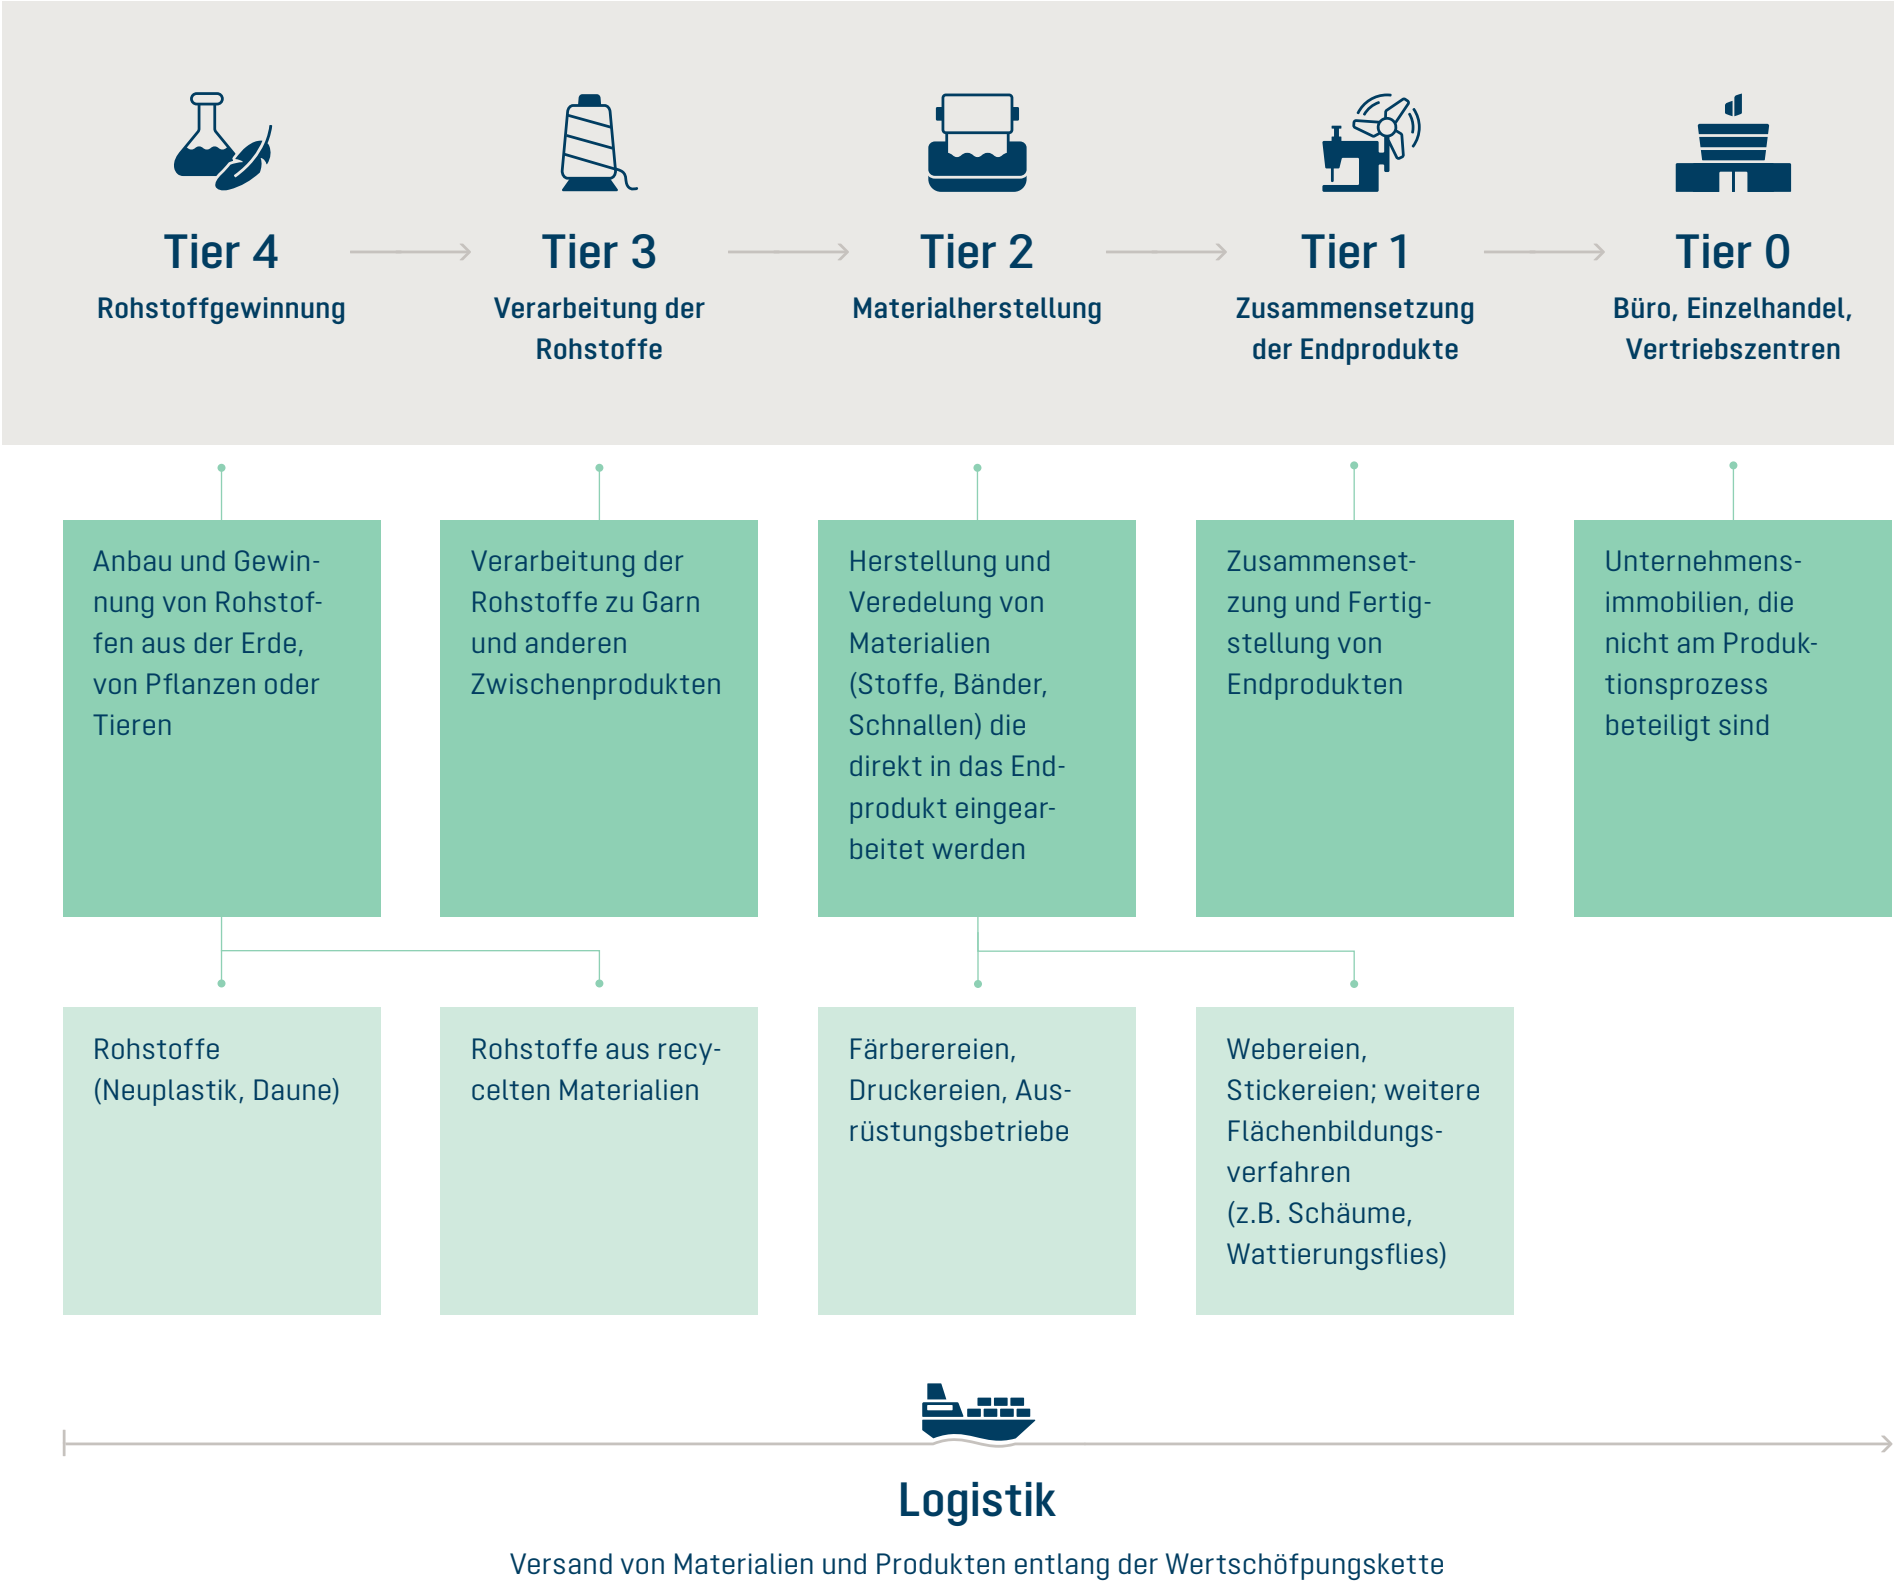 Tier 4
Rohstoffgewinnung
Tier 3
Verarbeitung der
Rohstoffe
Tier 2
Materialherstellung
Tier 1
Zusammensetzung
der Endprodukte
Tier 0
Büro, Einzelhandel,
Vertriebszentren
Anbau und Gewin-
nung von Rohstof-
fen aus der Erde,
von Pflanzen oder
Tieren
Verarbeitung der
Rohstoffe zu Garn
und anderen
Zwischenprodukten
Herstellung und
Veredelung von
Materialien
(Stoffe, Bänder,
Schnallen) die
direkt in das End-
produkt eingear-
beitet werden
Zusammenset-
zung und Fertig-
stellung von
Endprodukten
Unternehmens-
immobilien, die
nicht am Produk-
tionsprozess
beteiligt sind
Rohstoffe
(Neuplastik, Daune)
Rohstoffe aus recy-
celten Materialien
Färberereien,
Druckereien, Aus-
rüstungsbetriebe
Webereien,
Stickereien; weitere
Flächenbildungs-
verfahren
(z.B. Schäume,
Wattierungsflies)
Logistik
Versand von Materialien und Produkten entlang der Wertschöfpungskette